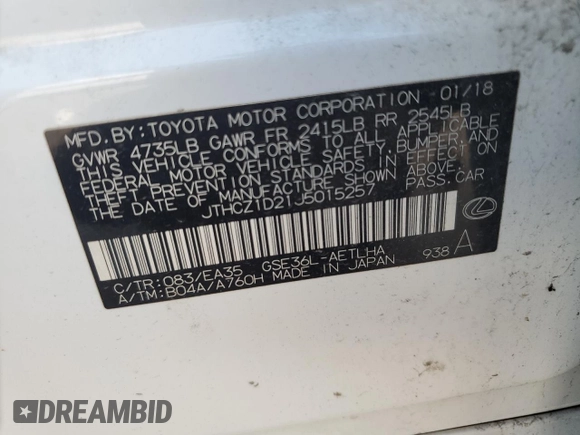 MFD.BY:TOYOTA MOTOR CORPORATION 01/18
GVWR 4735LB GAWR FR 2415LB RR 2545LB
THIS VEHICLE CONFORMS TO ALL APPLICABLE
FEDERAL MOTOR VEHICLE SAFETY,BUMPER,AND
THEFT PREVENTION STANDARDS IN EFFECT ON
THE DATE OF MANUFACTURE SHOWN ABOVE.
JTHCZ1D21J5015257 PASS.CAR
C/TR:083/EA35 GSE36L-AETLHA
A/TM:B04A/A760H MADE IN JAPAN 938 A
DREAMBID